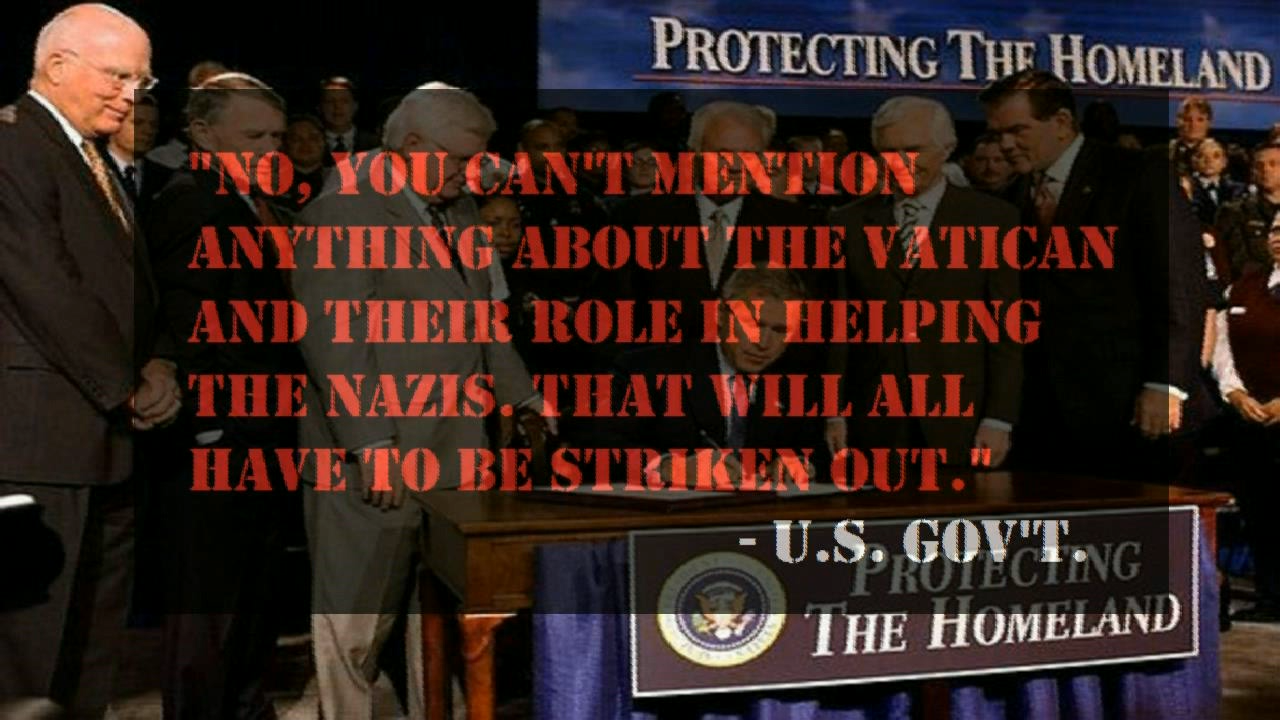 PROTECTING THE HOMELAND
"NO, YOU CAN'T MENTION
ANYTHING ABOUT THE VATICAN
AND THEIR ROLE IN HELPING
THE NAZIS. THAT WILL ALL
HAVE TO BE STRIKEN OUT."
- U.S. GOV'T.
PROTECTING
THE HOMELAND